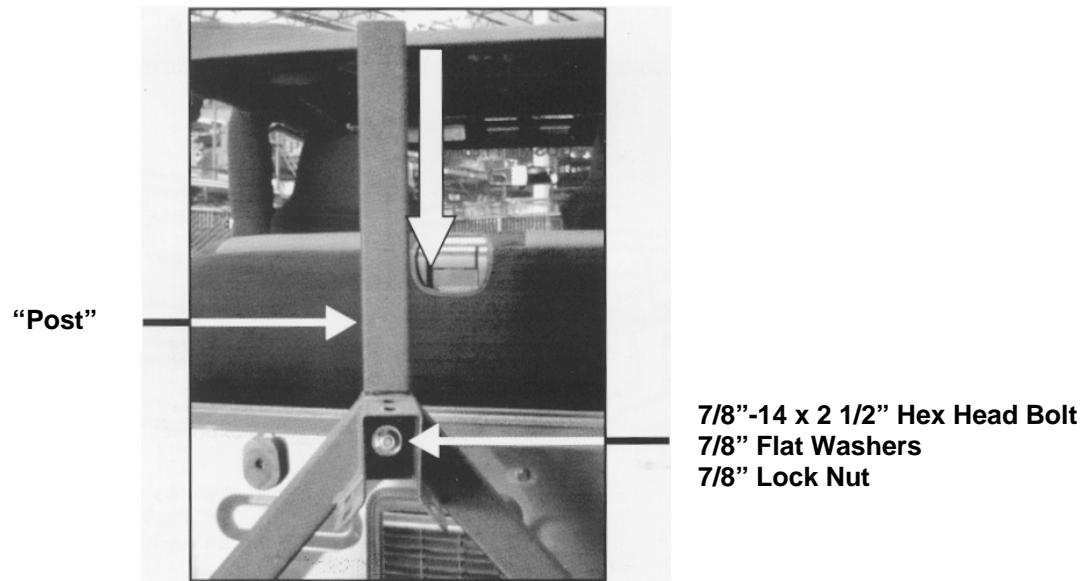 “Post”
7/8”-14 x 2 1/2” Hex Head Bolt
7/8” Flat Washers
7/8” Lock Nut